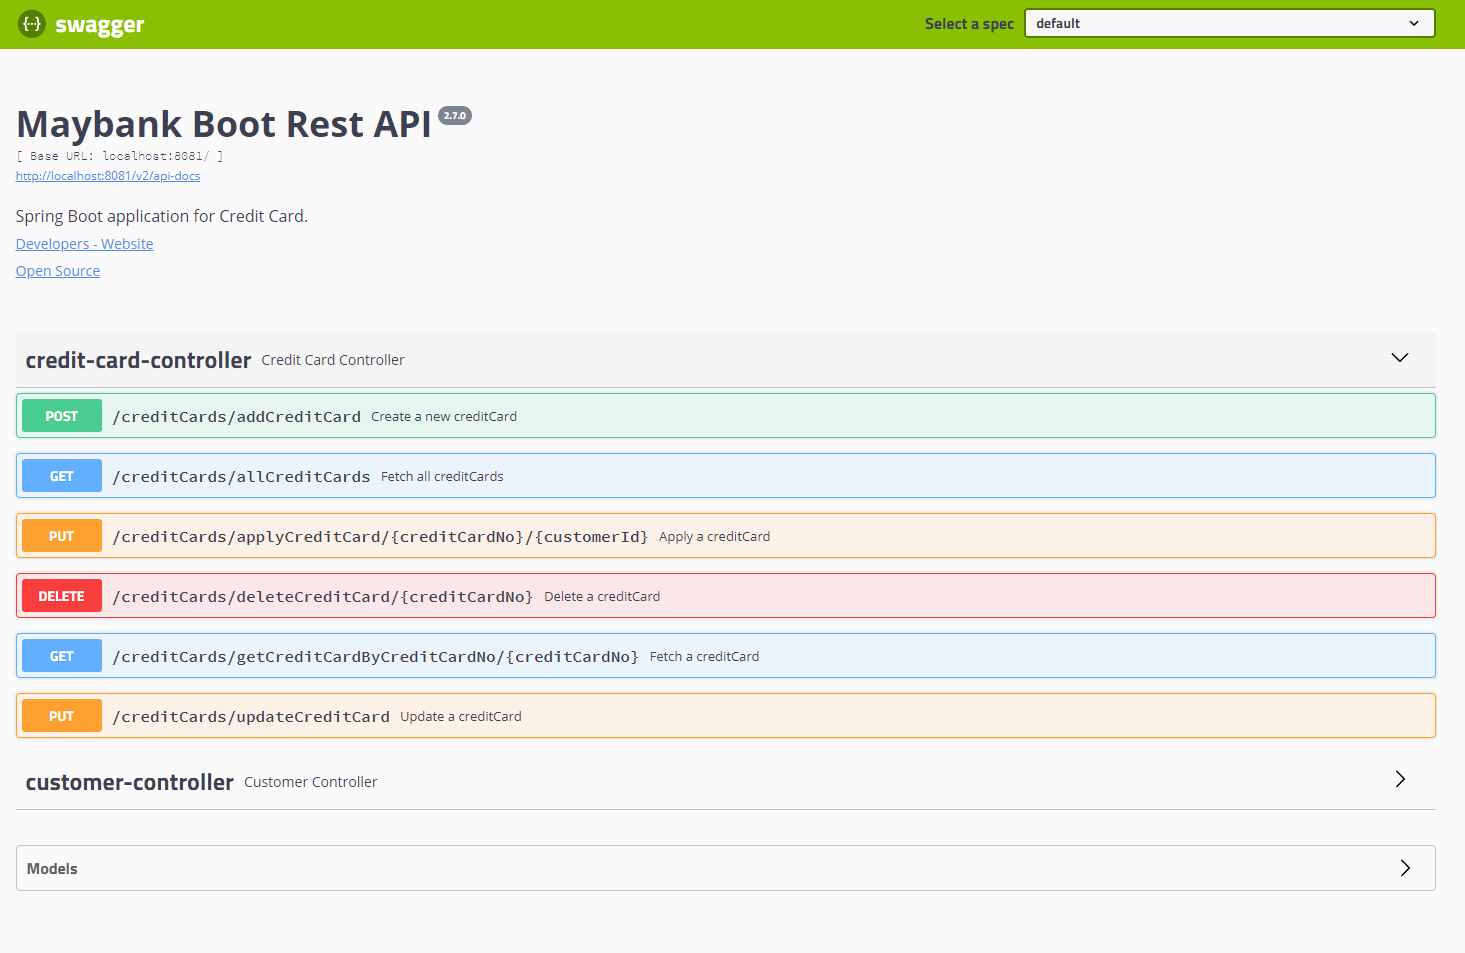 {···} swagger Select a spec default
Maybank Boot Rest API 2.7.0
[ Base URL: localhost:8081/ ]
http://localhost:8081/v2/api-docs
Spring Boot application for Credit Card.
Developers - Website
Open Source
credit-card-controller Credit Card Controller
POST /creditCards/addCreditCard Create a new creditCard
GET /creditCards/allCreditCards Fetch all creditCards
PUT /creditCards/applyCreditCard/{creditCardNo}/{customerId} Apply a creditCard
DELETE /creditCards/deleteCreditCard/{creditCardNo} Delete a creditCard
GET /creditCards/getCreditCardByCreditCardNo/{creditCardNo} Fetch a creditCard
PUT /creditCards/updateCreditCard Update a creditCard
customer-controller Customer Controller
Models